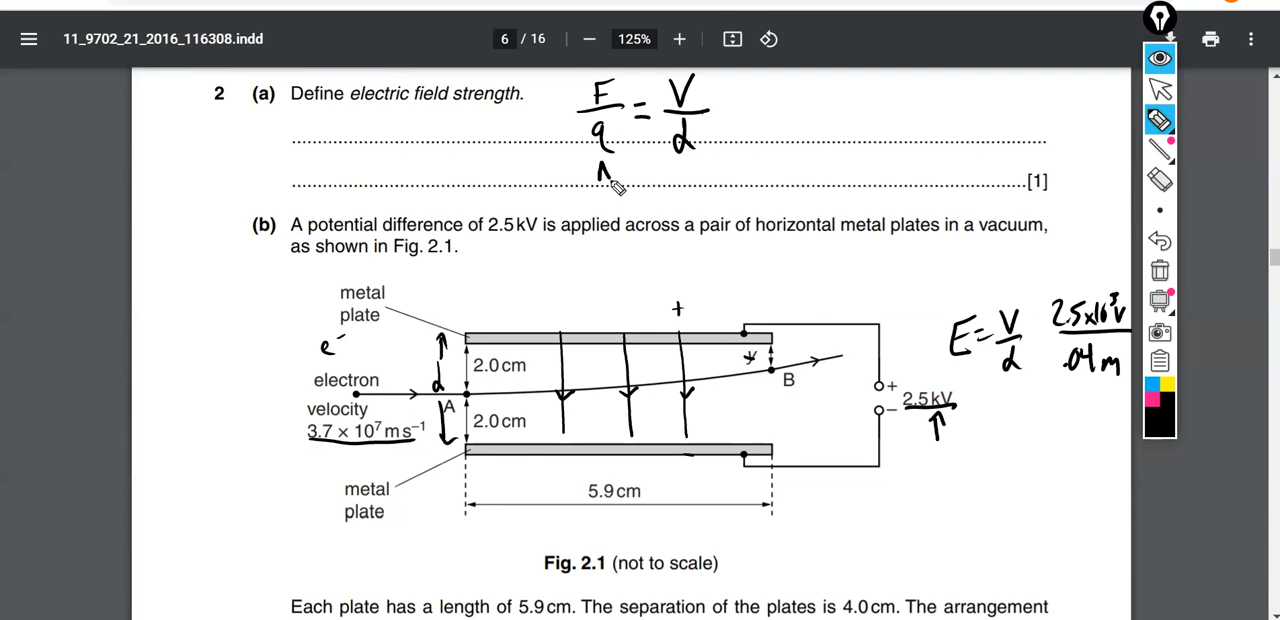 11_9702_21_2016_116308.indd 6 / 16 125%
2 (a) Define electric field strength.
F/q = V/d
[1]
(b) A potential difference of 2.5 kV is applied across a pair of horizontal metal plates in a vacuum,
as shown in Fig. 2.1.
metal
plate
+
e⁻
2.0 cm
E = V/d 2.5×10³V/.04m
electron
d
B
+
velocity
A
2.5 kV
3.7 × 10⁷ m s⁻¹
2.0 cm
−
metal
plate
5.9 cm
Fig. 2.1 (not to scale)
Each plate has a length of 5.9 cm. The separation of the plates is 4.0 cm. The arrangement